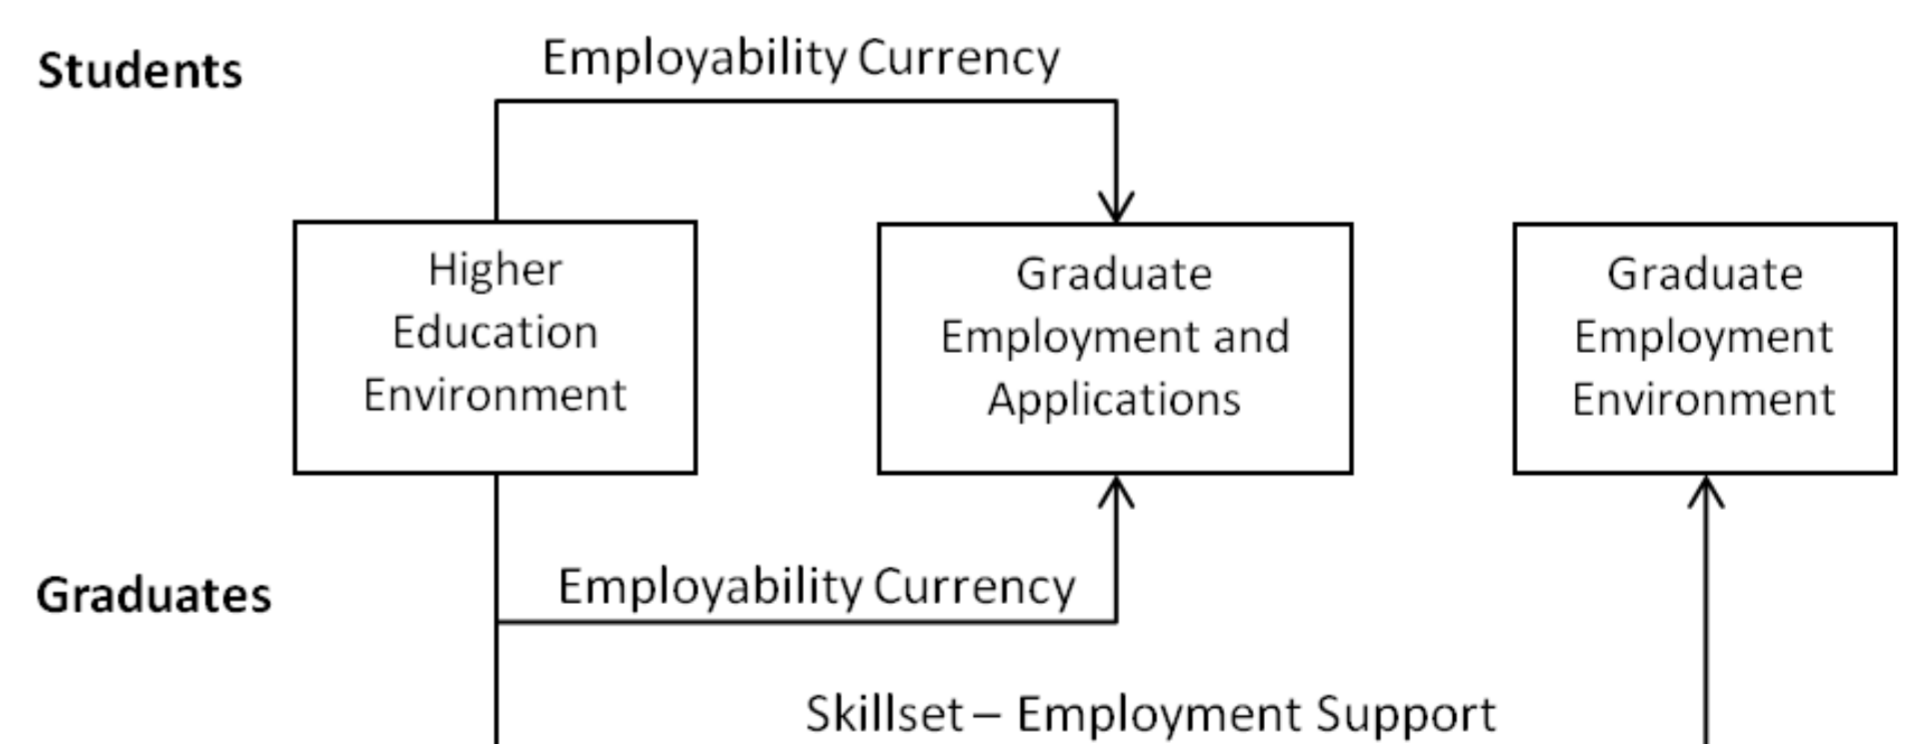 Students
Employability Currency
Higher
Education
Environment
Graduate
Employment and
Applications
Graduate
Employment
Environment
Graduates
Employability Currency
Skillset – Employment Support